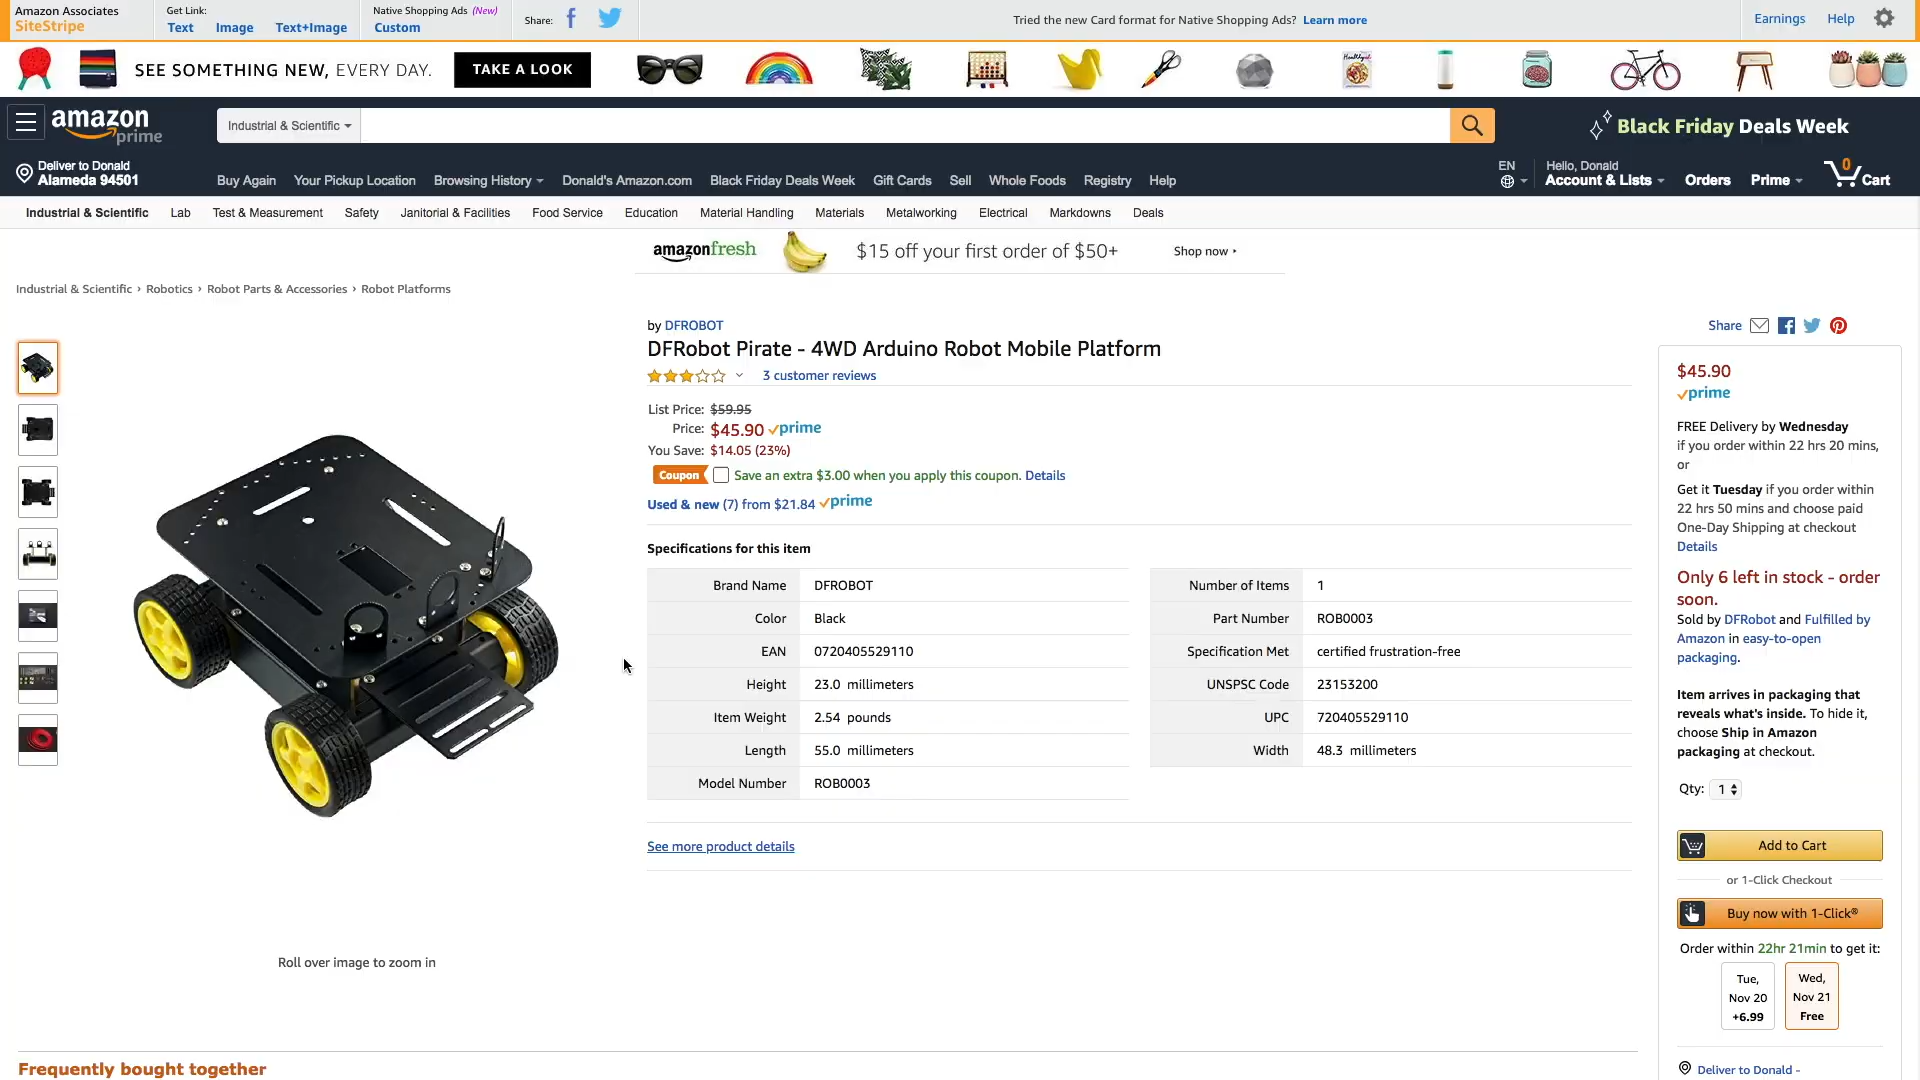 Amazon Associates
SiteStripe
Get Link:
Text Image Text+Image
Native Shopping Ads (New)
Custom
Share:
Tried the new Card format for Native Shopping Ads? Learn more
Earnings Help
SEE SOMETHING NEW, EVERY DAY. TAKE A LOOK
amazon prime
Industrial & Scientific
Black Friday Deals Week
Deliver to Donald
Alameda 94501
Buy Again Your Pickup Location Browsing History Donald's Amazon.com Black Friday Deals Week Gift Cards Sell Whole Foods Registry Help
EN
Hello, Donald
Account & Lists
Orders
Prime
0
Cart
Industrial & Scientific Lab Test & Measurement Safety Janitorial & Facilities Food Service Education Material Handling Materials Metalworking Electrical Markdowns Deals
amazonfresh $15 off your first order of $50+ Shop now ›
Industrial & Scientific › Robotics › Robot Parts & Accessories › Robot Platforms
by DFROBOT
DFRobot Pirate - 4WD Arduino Robot Mobile Platform
3 customer reviews
List Price: $59.95
Price: $45.90 prime
You Save: $14.05 (23%)
Coupon Save an extra $3.00 when you apply this coupon. Details
Used & new (7) from $21.84 prime
Specifications for this item
Brand Name DFROBOT
Color Black
EAN 0720405529110
Height 23.0 millimeters
Item Weight 2.54 pounds
Length 55.0 millimeters
Model Number ROB0003
Number of Items 1
Part Number ROB0003
Specification Met certified frustration-free
UNSPSC Code 23153200
UPC 720405529110
Width 48.3 millimeters
See more product details
Roll over image to zoom in
Share
$45.90
prime
FREE Delivery by Wednesday
if you order within 22 hrs 20 mins,
or
Get it Tuesday if you order within
22 hrs 50 mins and choose paid
One-Day Shipping at checkout
Details
Only 6 left in stock - order
soon.
Sold by DFRobot and Fulfilled by
Amazon in easy-to-open
packaging.
Item arrives in packaging that
reveals what's inside. To hide it,
choose Ship in Amazon
packaging at checkout.
Qty: 1
Add to Cart
or 1-Click Checkout
Buy now with 1-Click®
Order within 22hr 21min to get it:
Tue,
Nov 20
+6.99
Wed,
Nov 21
Free
Deliver to Donald -
Frequently bought together